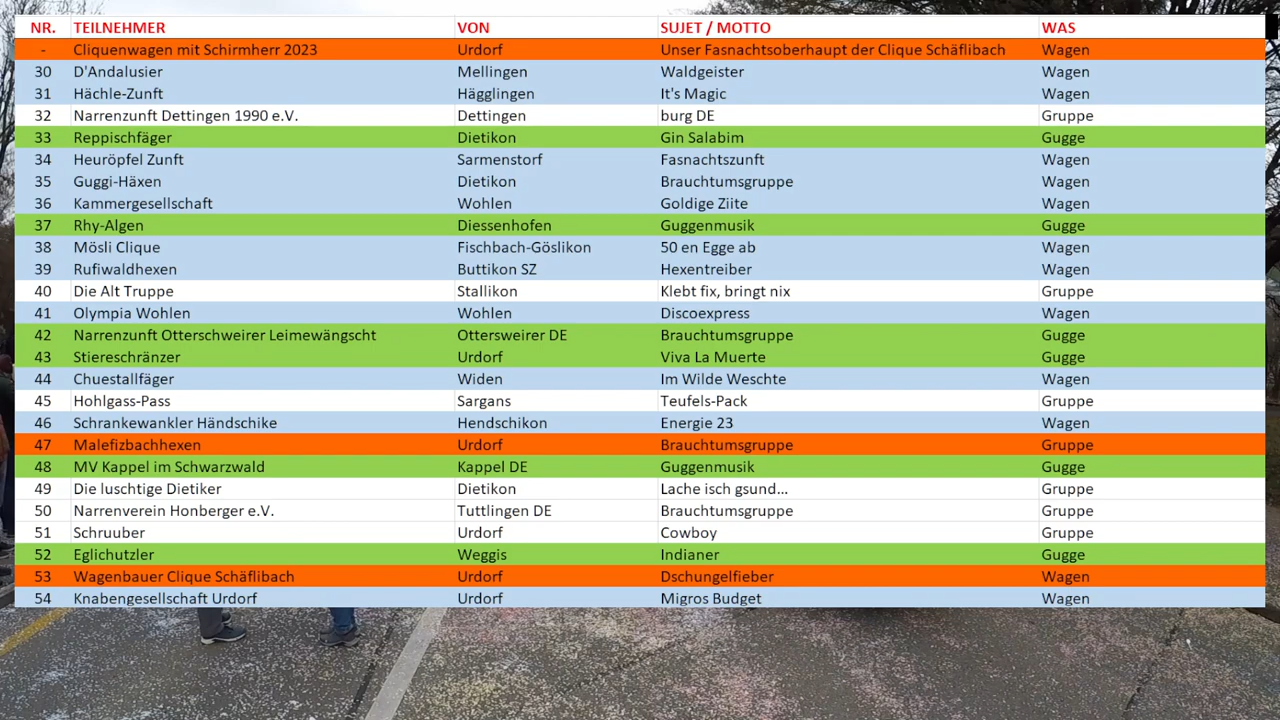 NR. TEILNEHMER VON SUJET / MOTTO WAS
- Cliquenwagen mit Schirmherr 2023 Urdorf Unser Fasnachtsoberhaupt der Clique Schäflibach Wagen
30 D'Andalusier Mellingen Waldgeister Wagen
31 Hächle-Zunft Hägglingen It's Magic Wagen
32 Narrenzunft Dettingen 1990 e.V. Dettingen burg DE Gruppe
33 Reppischfäger Dietikon Gin Salabim Gugge
34 Heuröpfel Zunft Sarmenstorf Fasnachtszunft Wagen
35 Guggi-Häxen Dietikon Brauchtumsgruppe Wagen
36 Kammergesellschaft Wohlen Goldige Ziite Wagen
37 Rhy-Algen Diessenhofen Guggenmusik Gugge
38 Mösli Clique Fischbach-Göslikon 50 en Egge ab Wagen
39 Rufiwaldhexen Buttikon SZ Hexentreiber Wagen
40 Die Alt Truppe Stallikon Klebt fix, bringt nix Gruppe
41 Olympia Wohlen Wohlen Discoexpress Wagen
42 Narrenzunft Otterschweirer Leimewängscht Ottersweirer DE Brauchtumsgruppe Gugge
43 Stiereschränzer Urdorf Viva La Muerte Gugge
44 Chuestallfäger Widen Im Wilde Weschte Wagen
45 Hohlgass-Pass Sargans Teufels-Pack Gruppe
46 Schrankewankler Händschike Hendschikon Energie 23 Wagen
47 Malefizbachhexen Urdorf Brauchtumsgruppe Gruppe
48 MV Kappel im Schwarzwald Kappel DE Guggenmusik Gugge
49 Die luschtige Dietiker Dietikon Lache isch gsund... Gruppe
50 Narrenverein Honberger e.V. Tuttlingen DE Brauchtumsgruppe Gruppe
51 Schruuber Urdorf Cowboy Gruppe
52 Eglichutzler Weggis Indianer Gugge
53 Wagenbauer Clique Schäflibach Urdorf Dschungelfieber Wagen
54 Knabengesellschaft Urdorf Urdorf Migros Budget Wagen